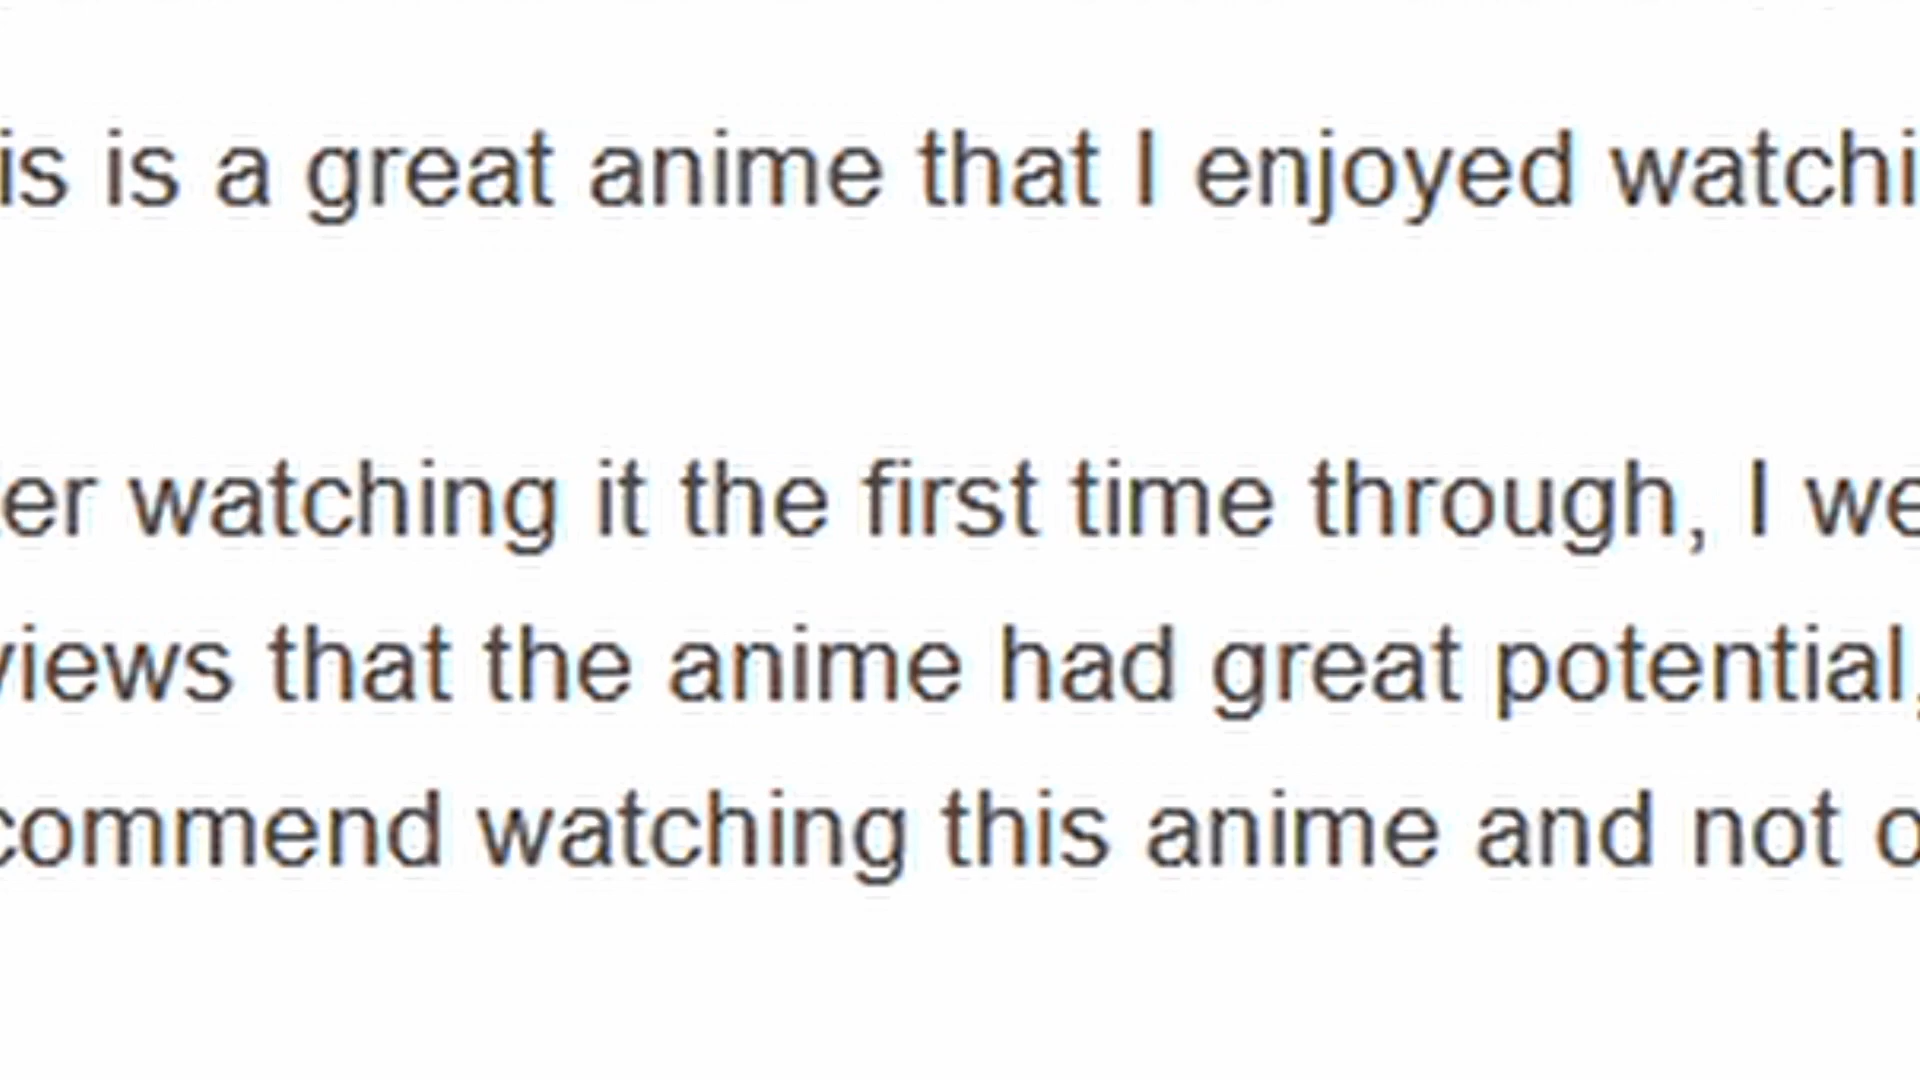 is is a great anime that I enjoyed watchi
er watching it the first time through, I we
views that the anime had great potential,
commend watching this anime and not o